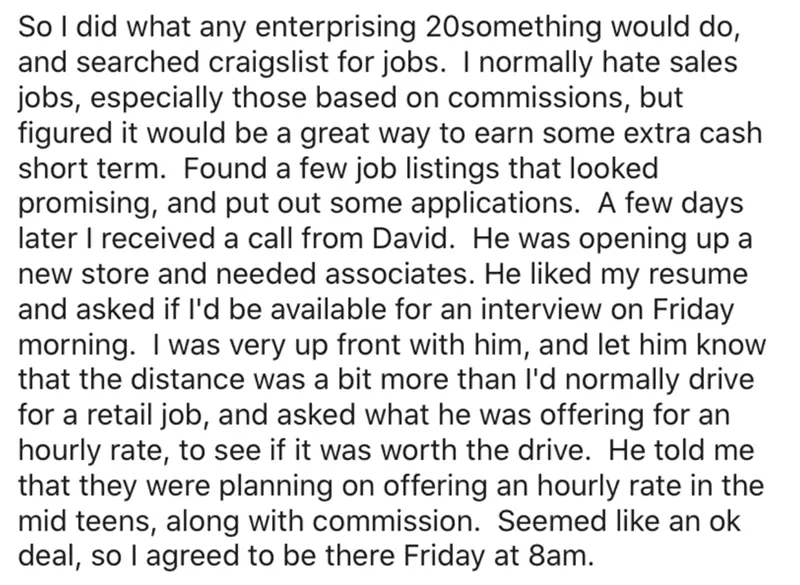 So I did what any enterprising 20something would do,
and searched craigslist for jobs.  I normally hate sales
jobs, especially those based on commissions, but
figured it would be a great way to earn some extra cash
short term.  Found a few job listings that looked
promising, and put out some applications.  A few days
later I received a call from David.  He was opening up a
new store and needed associates. He liked my resume
and asked if I'd be available for an interview on Friday
morning.  I was very up front with him, and let him know
that the distance was a bit more than I'd normally drive
for a retail job, and asked what he was offering for an
hourly rate, to see if it was worth the drive.  He told me
that they were planning on offering an hourly rate in the
mid teens, along with commission.  Seemed like an ok
deal, so I agreed to be there Friday at 8am.